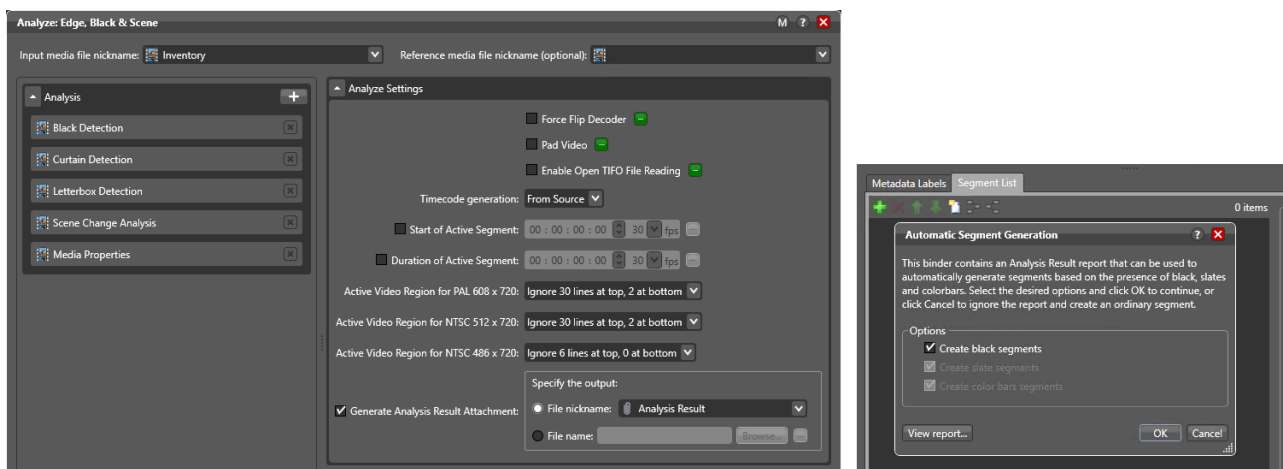 Analyze: Edge, Black & Scene
M ?
Input media file nickname: Inventory
Reference media file nickname (optional):
Analysis
Black Detection
Curtain Detection
Letterbox Detection
Scene Change Analysis
Media Properties
Analyze Settings
Force Flip Decoder
Pad Video
Enable Open TIFO File Reading
Timecode generation: From Source
Start of Active Segment: 00 : 00 : 00 : 00 30 fps
Duration of Active Segment: 00 : 00 : 00 : 00 30 fps
Active Video Region for PAL 608 x 720: Ignore 30 lines at top, 2 at bottom
Active Video Region for NTSC 512 x 720: Ignore 30 lines at top, 2 at bottom
Active Video Region for NTSC 486 x 720: Ignore 6 lines at top, 0 at bottom
Generate Analysis Result Attachment:
Specify the output:
File nickname: Analysis Result
File name: Browse...
Metadata Labels Segment List
0 items
Automatic Segment Generation ?
This binder contains an Analysis Result report that can be used to
automatically generate segments based on the presence of black, slates
and colorbars. Select the desired options and click OK to continue, or
click Cancel to ignore the report and create an ordinary segment.
Options
Create black segments
Create slate segments
Create color bars segments
View report... OK Cancel